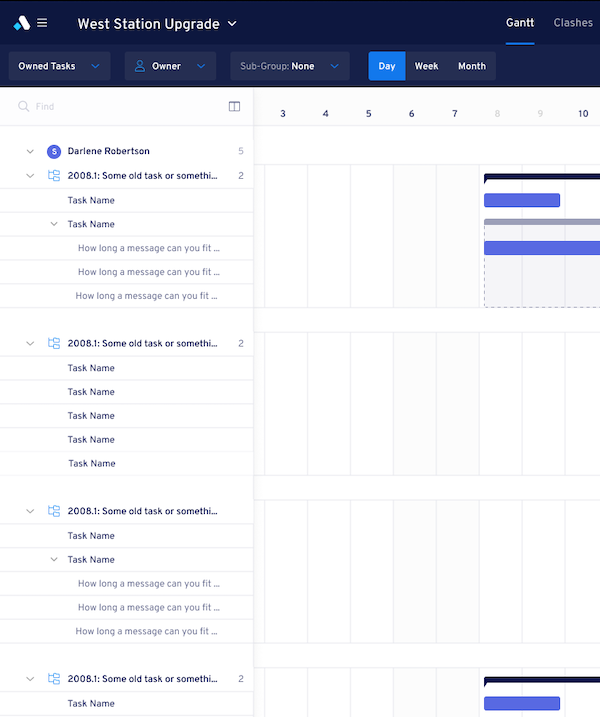 West Station Upgrade
Gantt Clashes
Owned Tasks Owner Sub-Group: None Day Week Month
Find
3 4 5 6 7 8 9 10
S Darlene Robertson 5
2008.1: Some old task or somethi... 2
Task Name
Task Name
How long a message can you fit ...
How long a message can you fit ...
How long a message can you fit ...
2008.1: Some old task or somethi... 2
Task Name
Task Name
Task Name
Task Name
Task Name
2008.1: Some old task or somethi...
Task Name
Task Name
How long a message can you fit ...
How long a message can you fit ...
How long a message can you fit ...
2008.1: Some old task or somethi... 2
Task Name